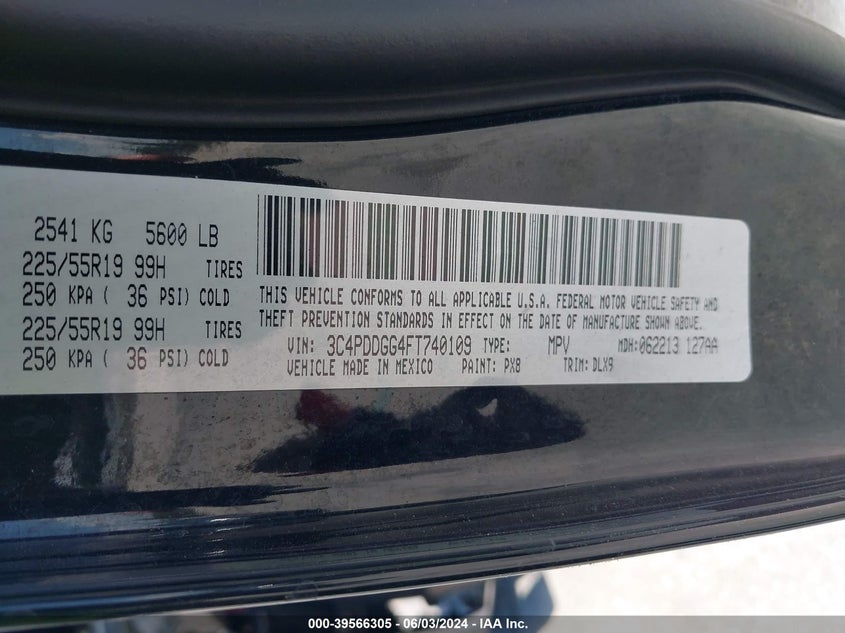 2541 KG 5600 LB
225/55R19 99H TIRES
250 KPA ( 36 PSI) COLD
225/55R19 99H TIRES
250 KPA ( 36 PSI) COLD
THIS VEHICLE CONFORMS TO ALL APPLICABLE U.S.A. FEDERAL MOTOR VEHICLE SAFETY AND
THEFT PREVENTION STANDARDS IN EFFECT ON THE DATE OF MANUFACTURE SHOWN ABOVE.
VIN: 3C4PDDGG4FT740109 TYPE: MPV MDH:062213 127AA
VEHICLE MADE IN MEXICO PAINT: PX8 TRIM: DLX9
000-39566305 | 06/03/2024 | © IAA Inc.